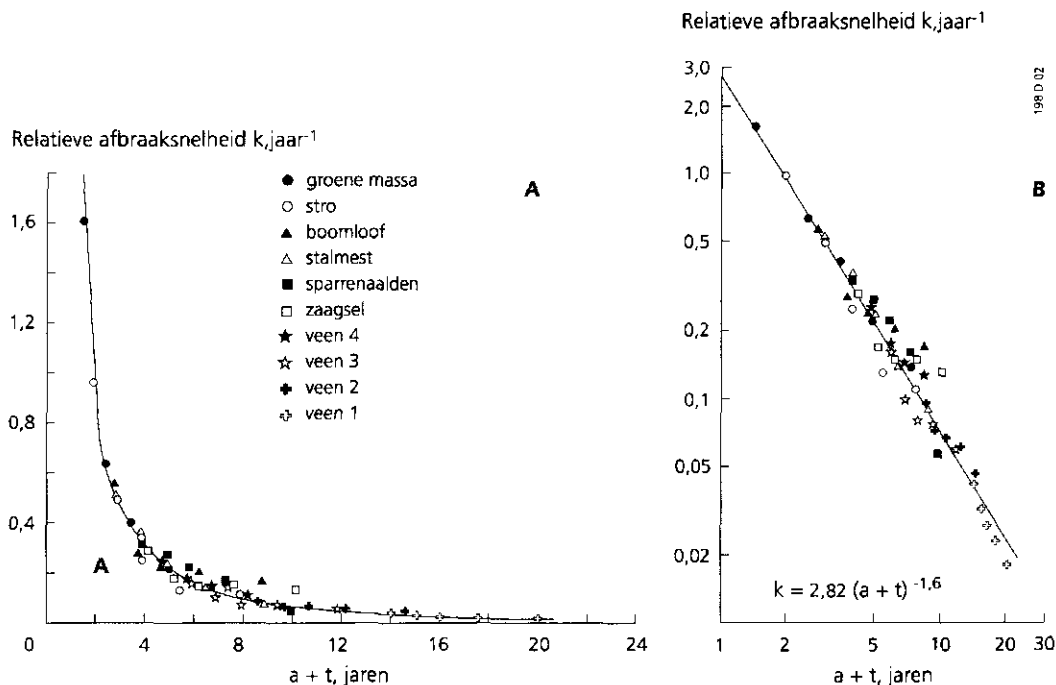 Relatieve afbraaksnelheid k,jaar-1
A
1,6
1,2
0,8
0,4
A
0 4 8 12 16 20 24
a + t, jaren
groene massa
stro
boomloof
stalmest
sparrenaalden
zaagsel
veen 4
veen 3
veen 2
veen 1
Relatieve afbraaksnelheid k,jaar-1
198 D 02
B
3,0
2,0
1,0
0,5
0,2
0,1
0,05
0,02
k = 2,82 (a + t) -1,6
1 2 5 10 20 30
a + t, jaren